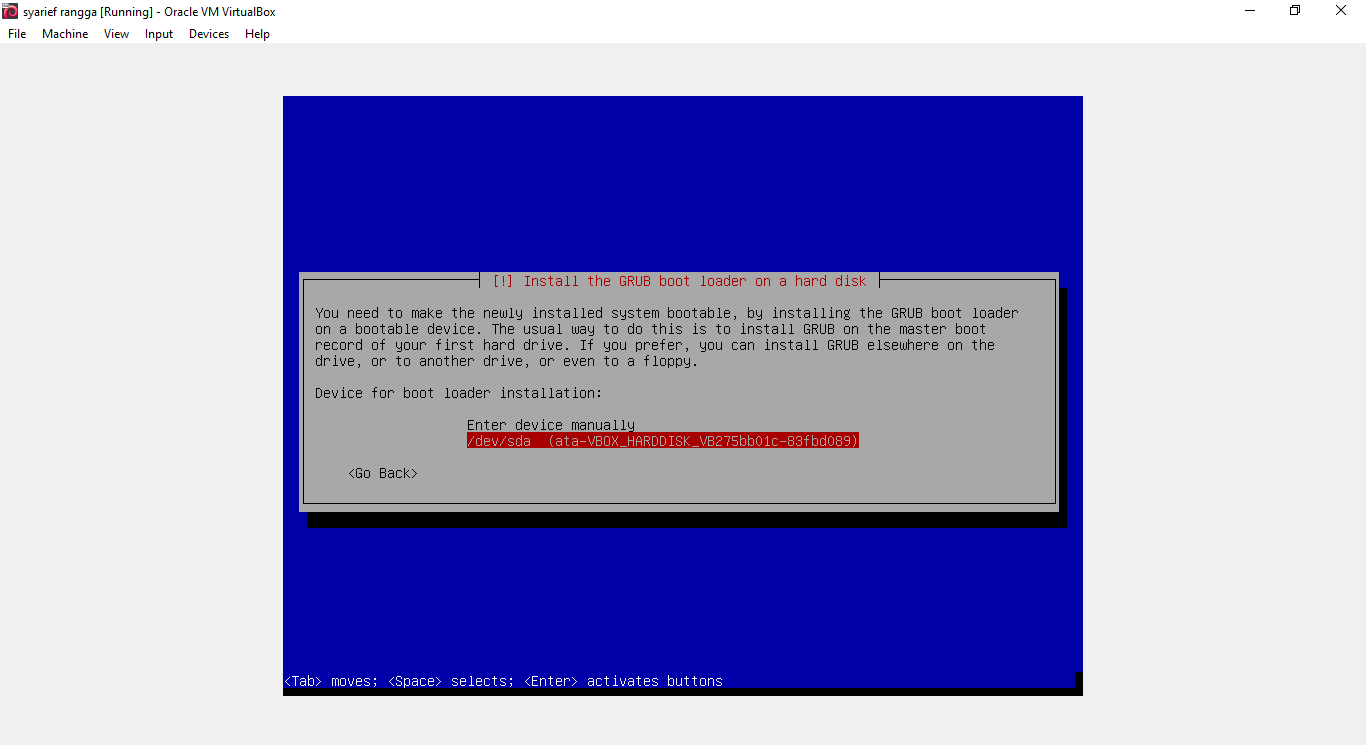 syarief rangga [Running] - Oracle VM VirtualBox
File Machine View Input Devices Help
[!] Install the GRUB boot loader on a hard disk
You need to make the newly installed system bootable, by installing the GRUB boot loader
on a bootable device. The usual way to do this is to install GRUB on the master boot
record of your first hard drive. If you prefer, you can install GRUB elsewhere on the
drive, or to another drive, or even to a floppy.
Device for boot loader installation:
Enter device manually
/dev/sda (ata-VBOX_HARDDISK_VB275bb01c-83fbd089)
<Go Back>
<Tab> moves; <Space> selects; <Enter> activates buttons